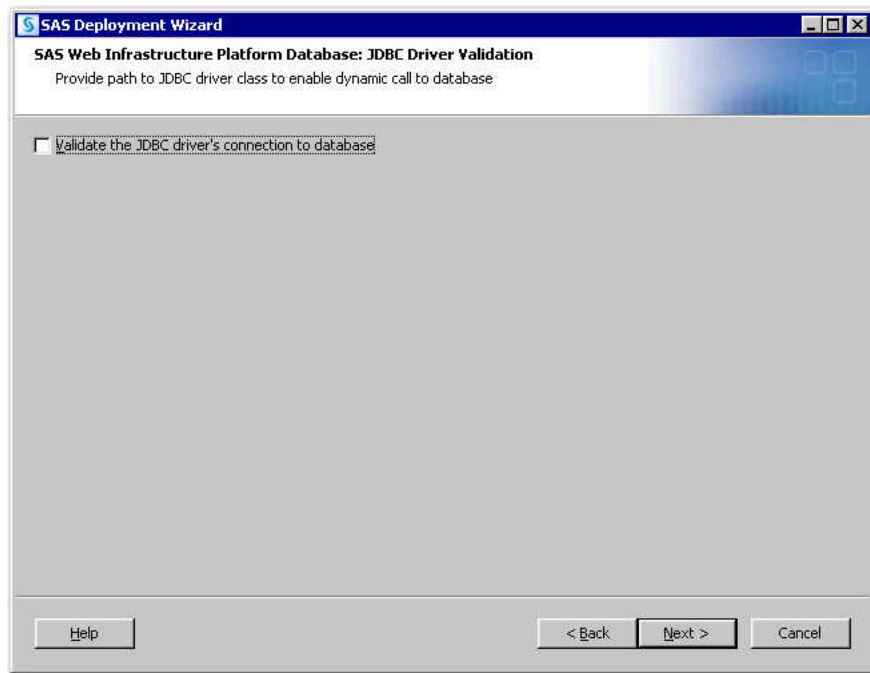 SAS Deployment Wizard
SAS Web Infrastructure Platform Database: JDBC Driver Validation
Provide path to JDBC driver class to enable dynamic call to database
Validate the JDBC driver's connection to database
Help
< Back
Next >
Cancel